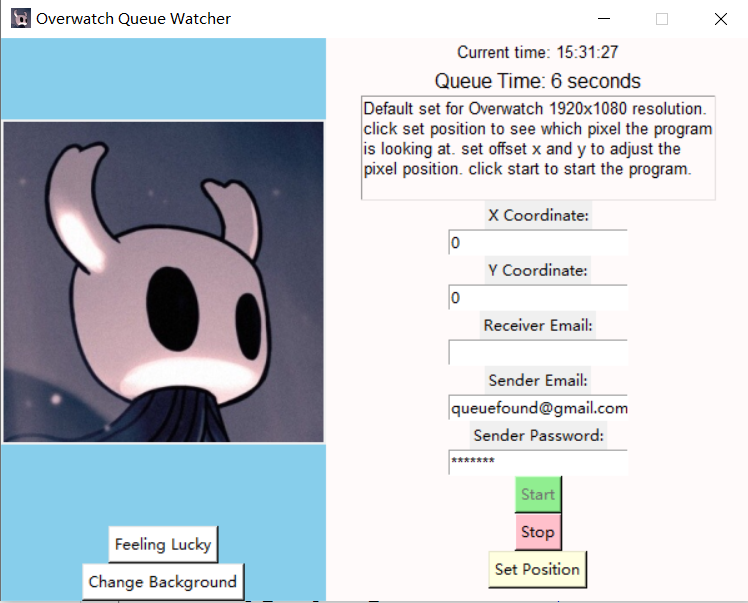 Overwatch Queue Watcher
Current time: 15:31:27
Queue Time: 6 seconds
Default set for Overwatch 1920x1080 resolution.
click set position to see which pixel the program
is looking at. set offset x and y to adjust the
pixel position. click start to start the program.
X Coordinate:
0
Y Coordinate:
0
Receiver Email:
Sender Email:
queuefound@gmail.com
Sender Password:
*******
Start
Stop
Set Position
Feeling Lucky
Change Background